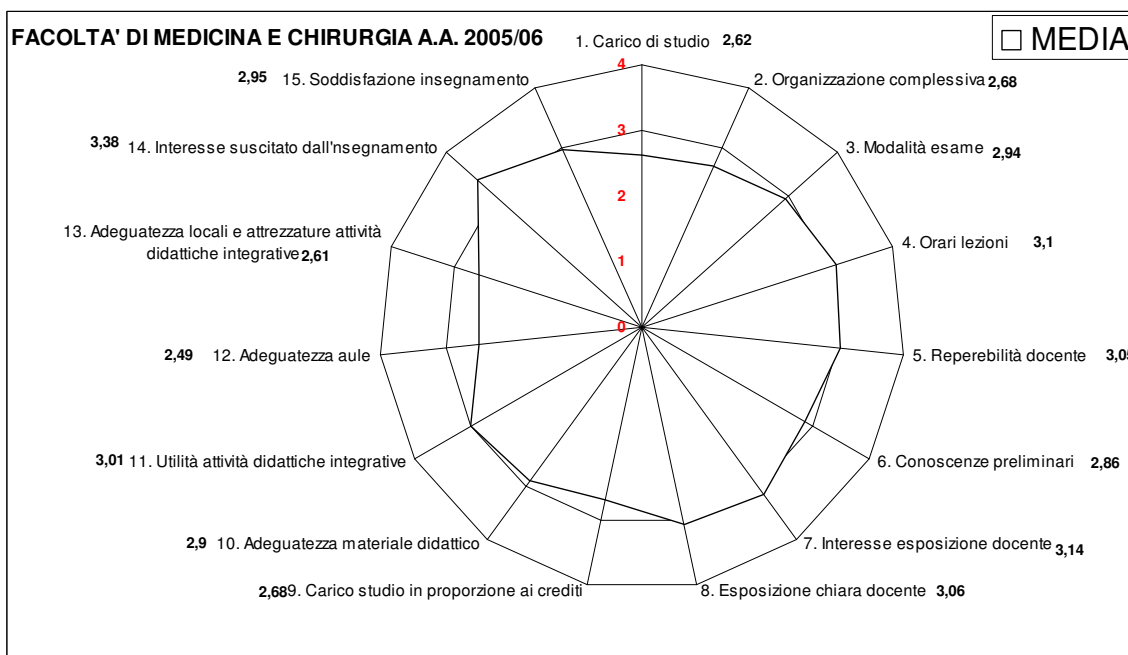 FACOLTA' DI MEDICINA E CHIRURGIA A.A. 2005/06
MEDIA
1. Carico di studio 2,62
2. Organizzazione complessiva 2,68
3. Modalità esame 2,94
4. Orari lezioni 3,1
5. Reperebilità docente 3,05
6. Conoscenze preliminari 2,86
7. Interesse esposizione docente 3,14
8. Esposizione chiara docente 3,06
2,68 9. Carico studio in proporzione ai crediti
2,9 10. Adeguatezza materiale didattico
3,01 11. Utilità attività didattiche integrative
2,49 12. Adeguatezza aule
13. Adeguatezza locali e attrezzature attività
didattiche integrative 2,61
3,38 14. Interesse suscitato dall'nsegnamento
2,95 15. Soddisfazione insegnamento
4
3
2
1
0